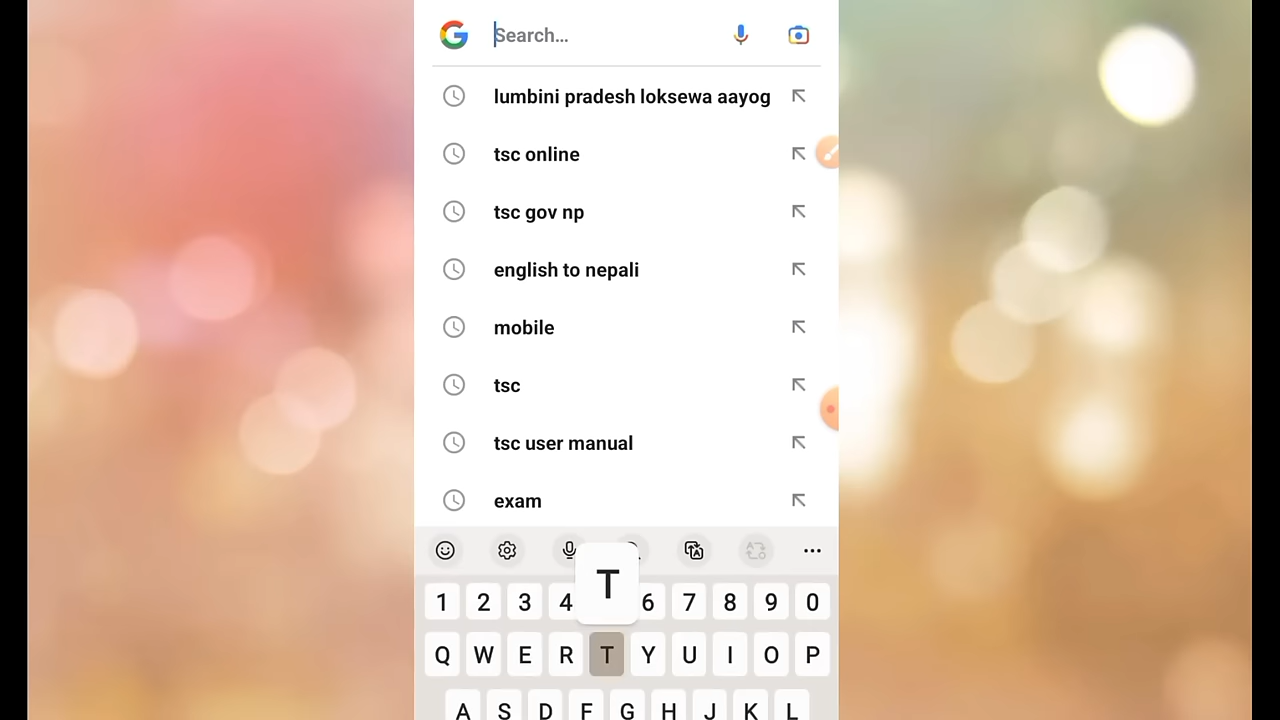 Search…
lumbini pradesh loksewa aayog
tsc online
tsc gov np
english to nepali
mobile
tsc
tsc user manual
exam
T
1 2 3 4 6 7 8 9 0
Q W E R T Y U I O P
A S D F G H J K L